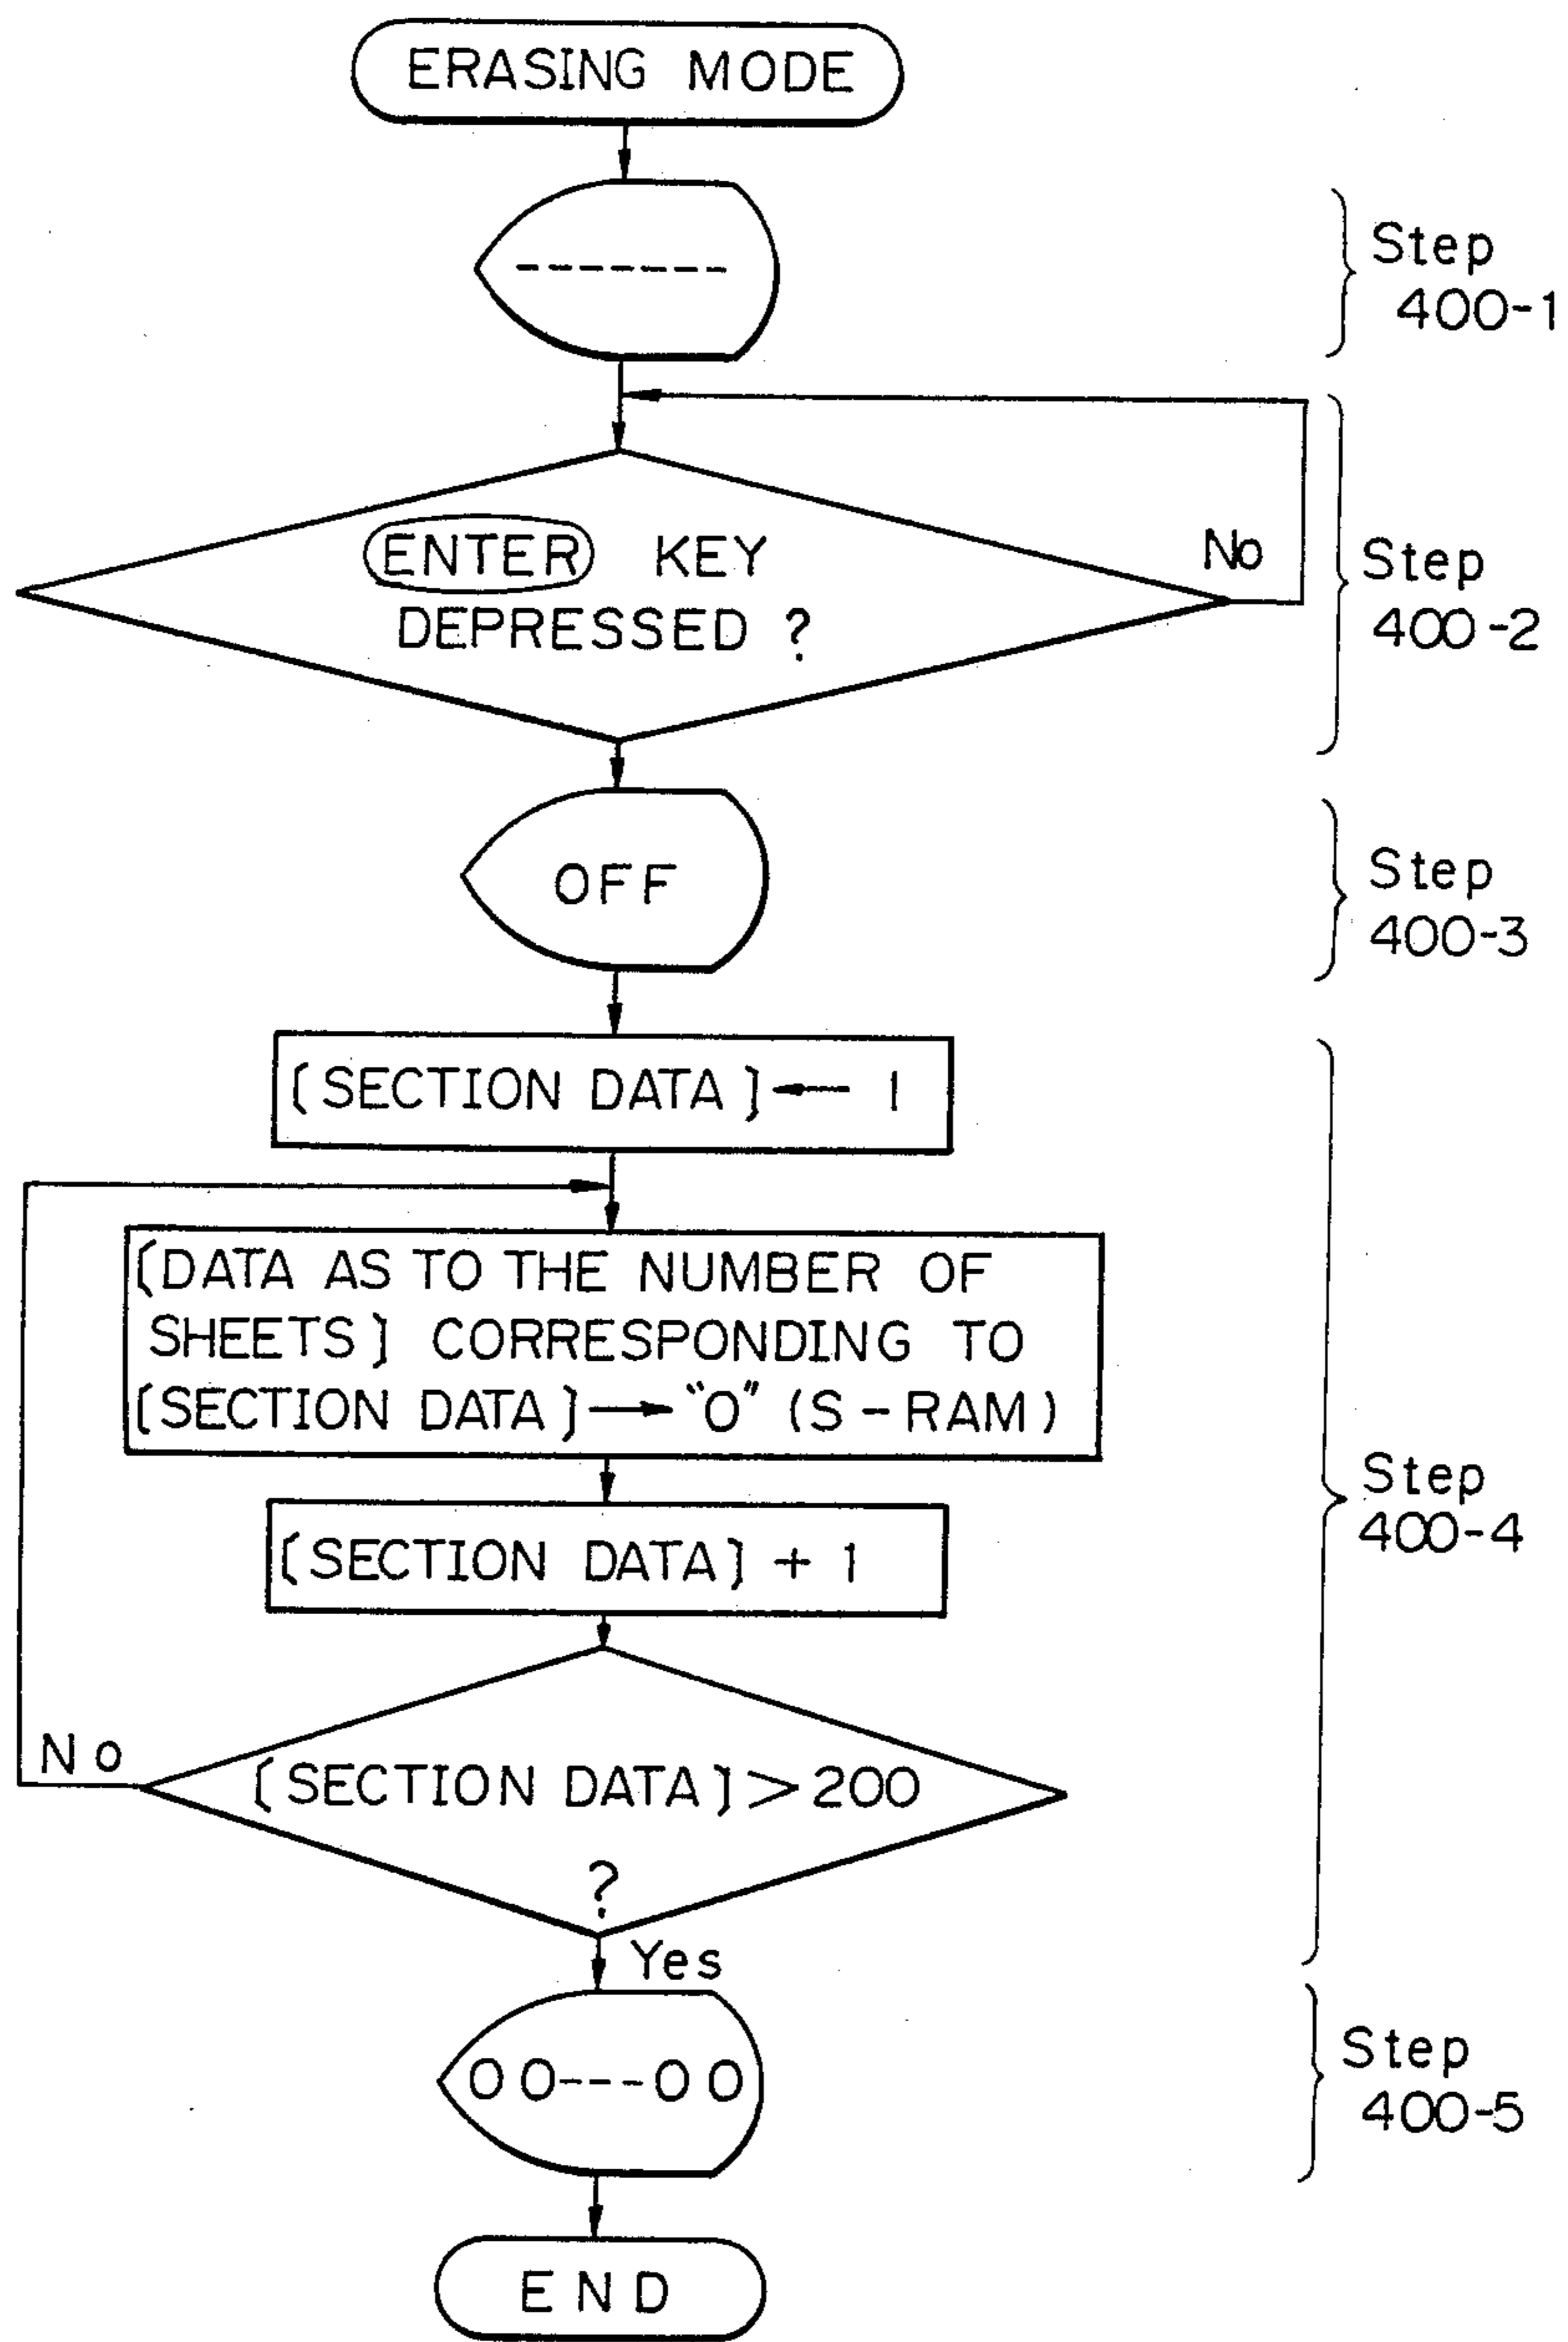 ERASING MODE
--------
Step
400-1
ENTER KEY
DEPRESSED ?
No
Step
400-2
OFF
Step
400-3
[SECTION DATA] ← 1
[DATA AS TO THE NUMBER OF
SHEETS] CORRESPONDING TO
[SECTION DATA] → "0" (S-RAM)
[SECTION DATA] + 1
Step
400-4
No
[SECTION DATA] > 200
?
Yes
00---00
Step
400-5
END